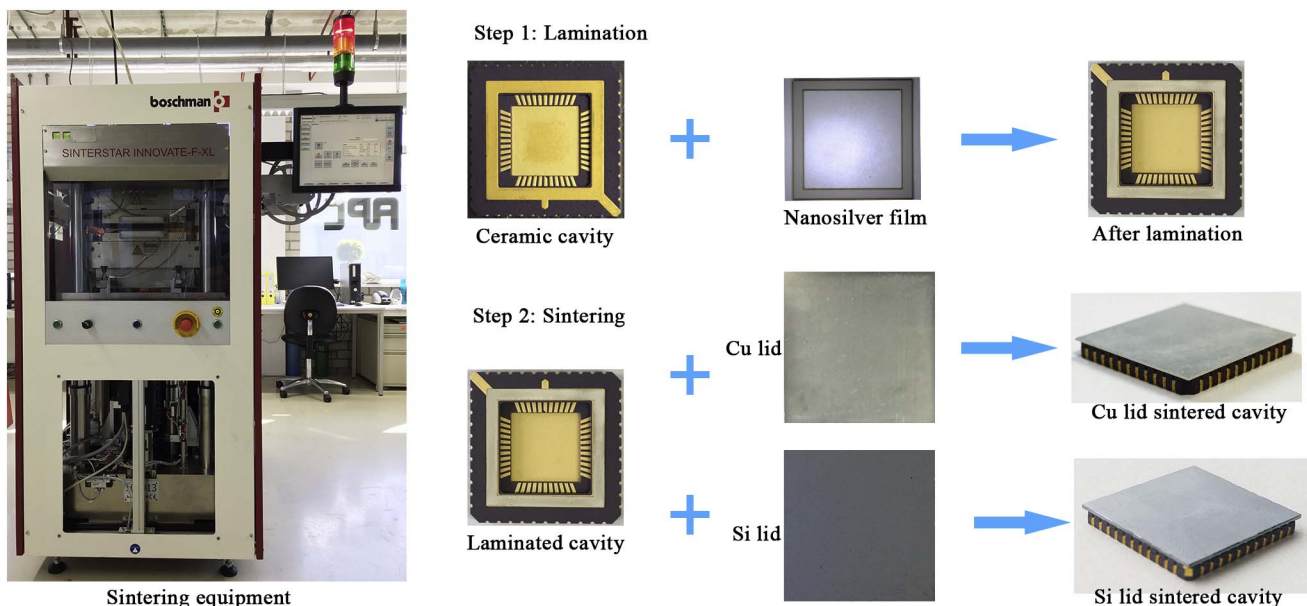 boschman
SINTERSTAR INNOVATE-F-XL
APC
Sintering equipment
Step 1: Lamination
Ceramic cavity
Nanosilver film
After lamination
Step 2: Sintering
Laminated cavity
Cu lid
Cu lid sintered cavity
Si lid
Si lid sintered cavity